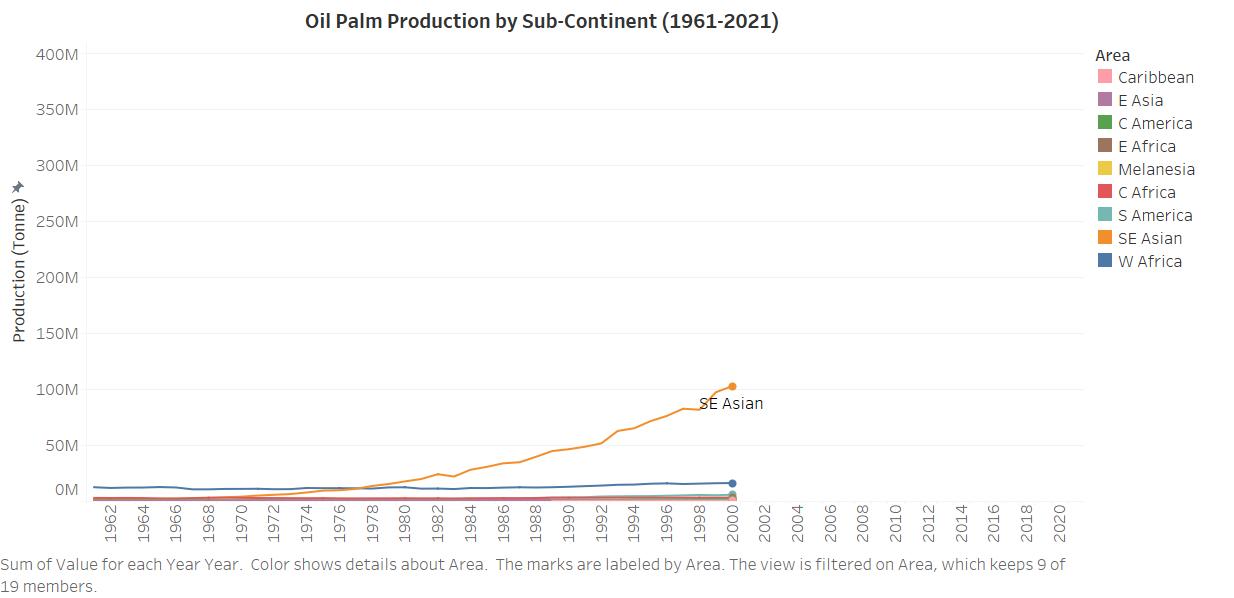 Oil Palm Production by Sub-Continent (1961-2021)
400M
350M
300M
250M
200M
150M
100M
50M
0M
Production (Tonne)
SE Asian
1962
1964
1966
1968
1970
1972
1974
1976
1978
1980
1982
1984
1986
1988
1990
1992
1994
1996
1998
2000
2002
2004
2006
2008
2010
2012
2014
2016
2018
2020
Area
Caribbean
E Asia
C America
E Africa
Melanesia
C Africa
S America
SE Asian
W Africa
Sum of Value for each Year Year. Color shows details about Area. The marks are labeled by Area. The view is filtered on Area, which keeps 9 of
19 members.